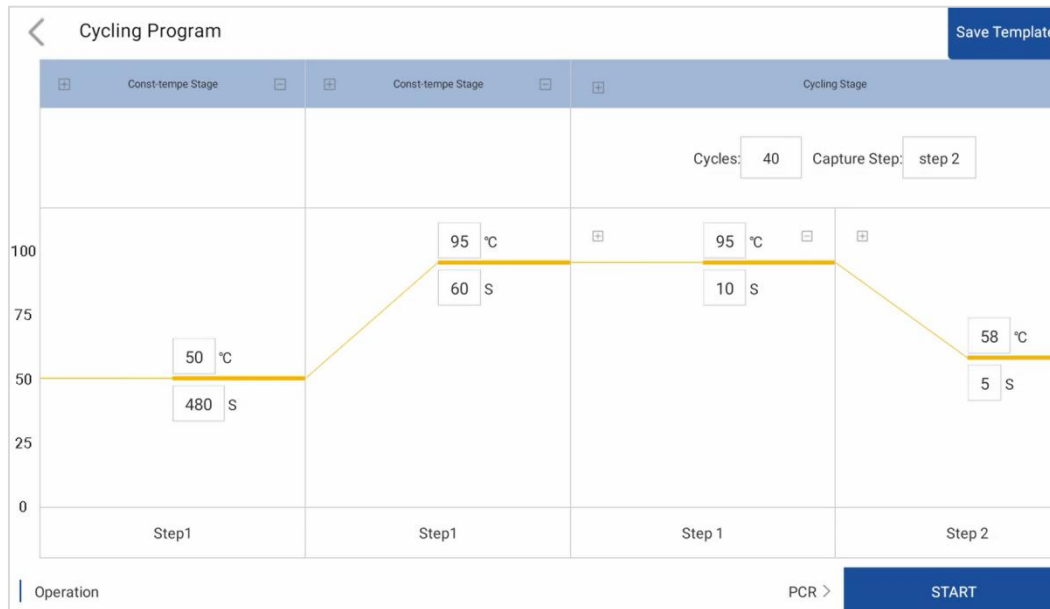 Cycling Program
Save Template
Const-tempe Stage
Const-tempe Stage
Cycling Stage
Cycles: 40 Capture Step: step 2
100
75
50
25
0
50 ℃
480 S
95 ℃
60 S
95 ℃
10 S
58 ℃
5 S
Step1
Step1
Step 1
Step 2
Operation
PCR >
START